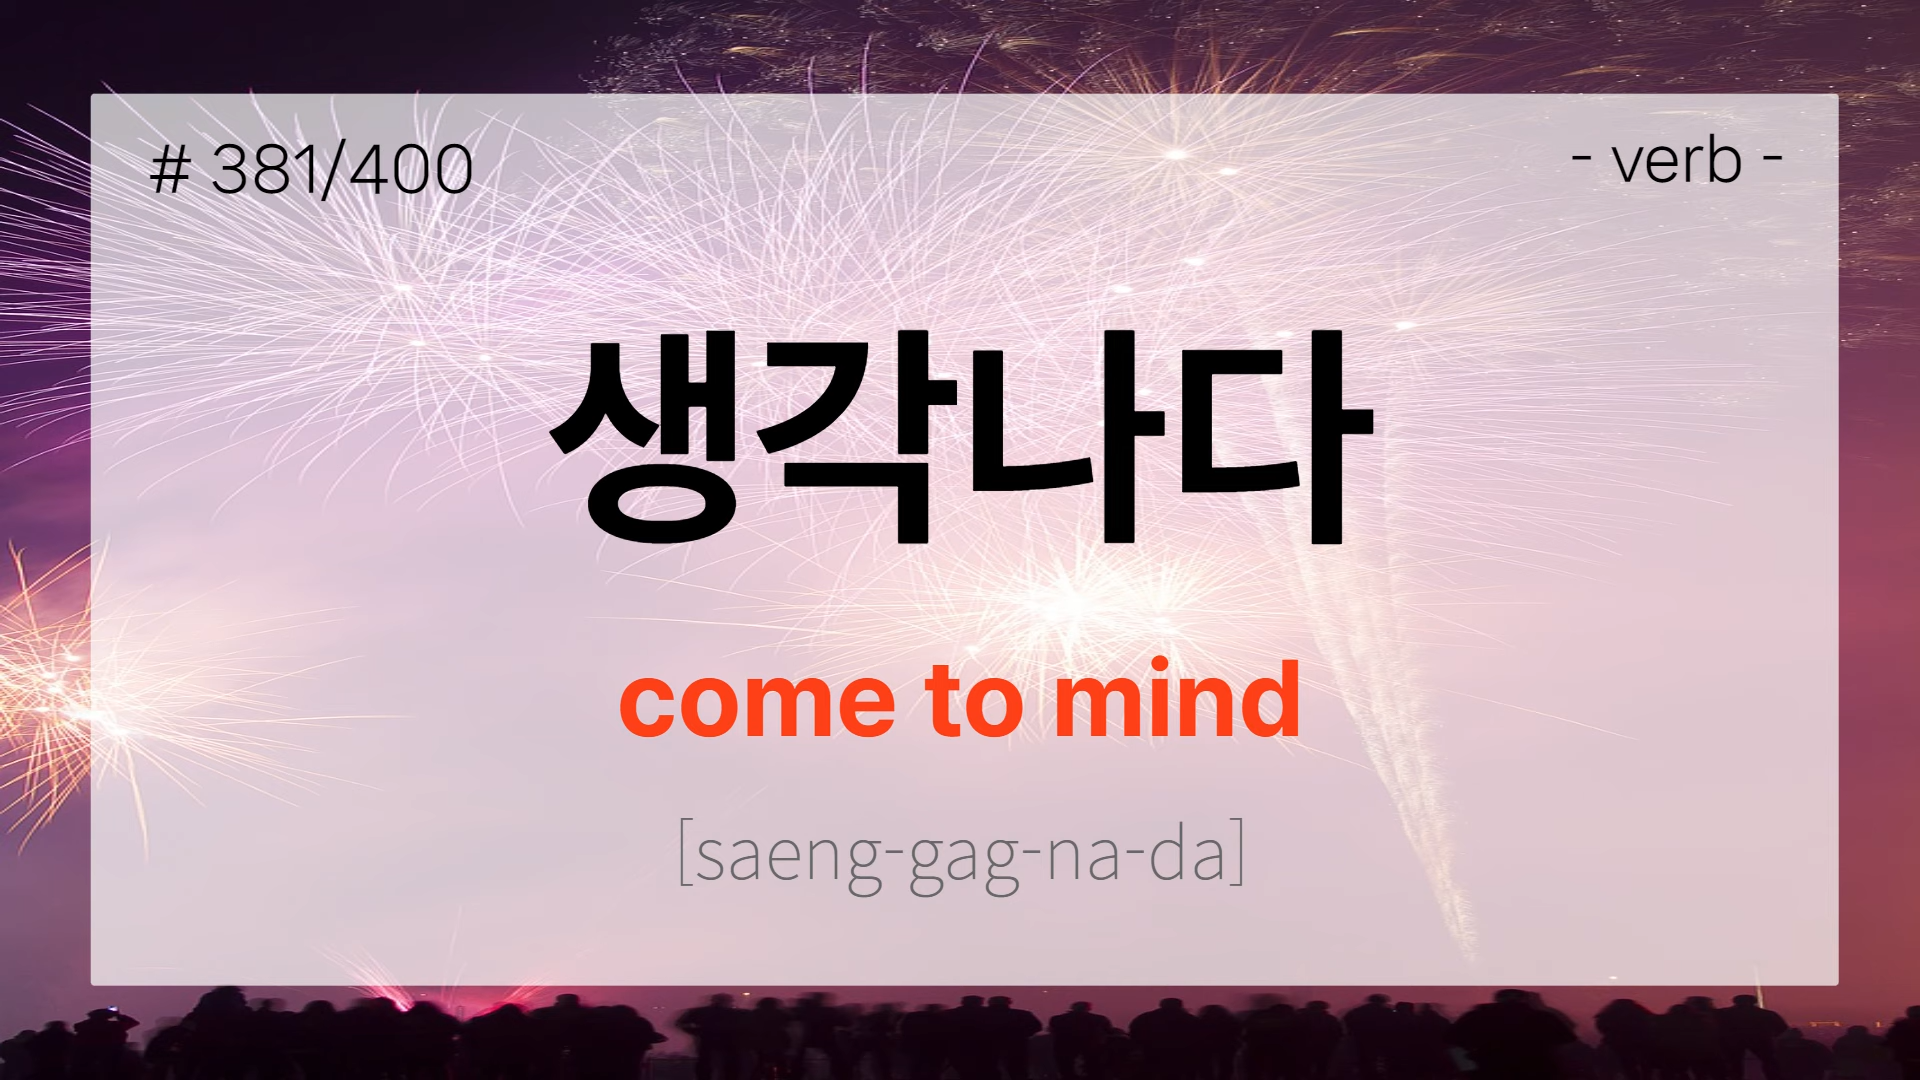 # 381/400
- verb -
생각나다
come to mind
[saeng-gag-na-da]